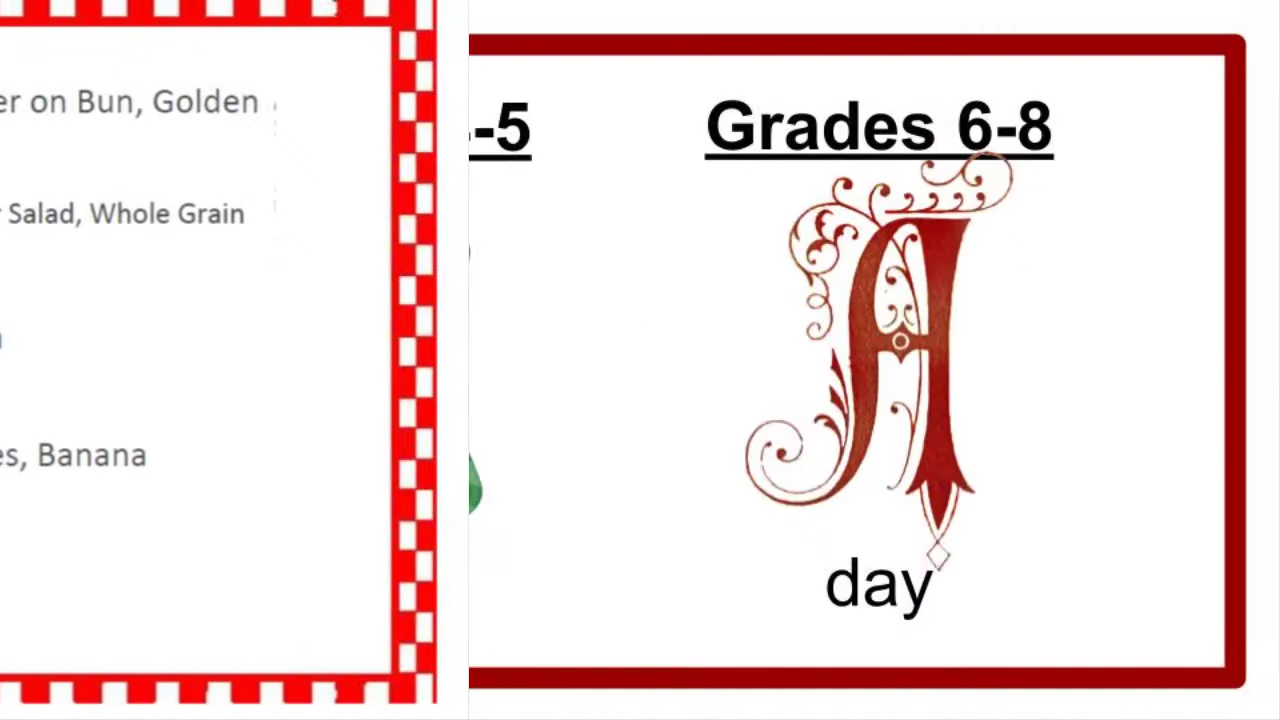 er on Bun, Golden
r Salad, Whole Grain
es, Banana
-5
Grades 6-8
A
day